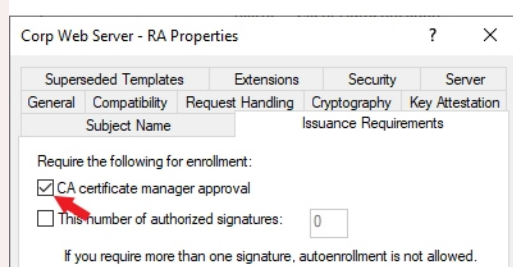 Corp Web Server - RA Properties ? X
Superseded Templates Extensions Security Server
General Compatibility Request Handling Cryptography Key Attestation
Subject Name Issuance Requirements
Require the following for enrollment:
CA certificate manager approval
This number of authorized signatures: 0
If you require more than one signature, autoenrollment is not allowed.